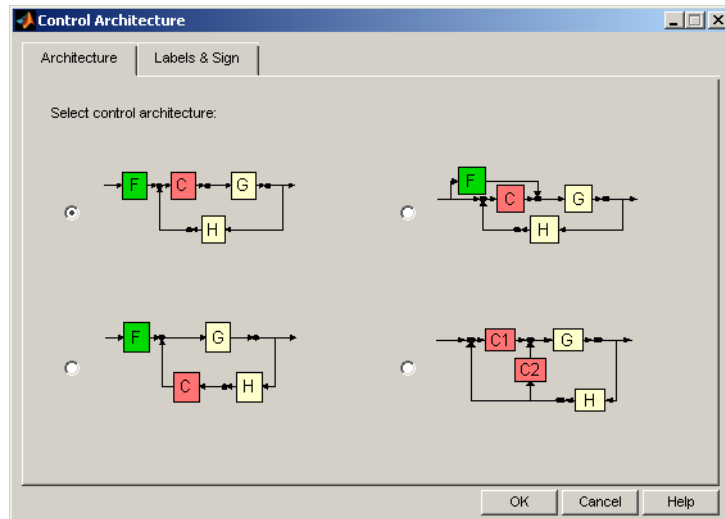 Control Architecture
Architecture
Labels & Sign
Select control architecture:
F C G
H
F
C G
H
F G
C H
C1 G
C2
H
OK Cancel Help